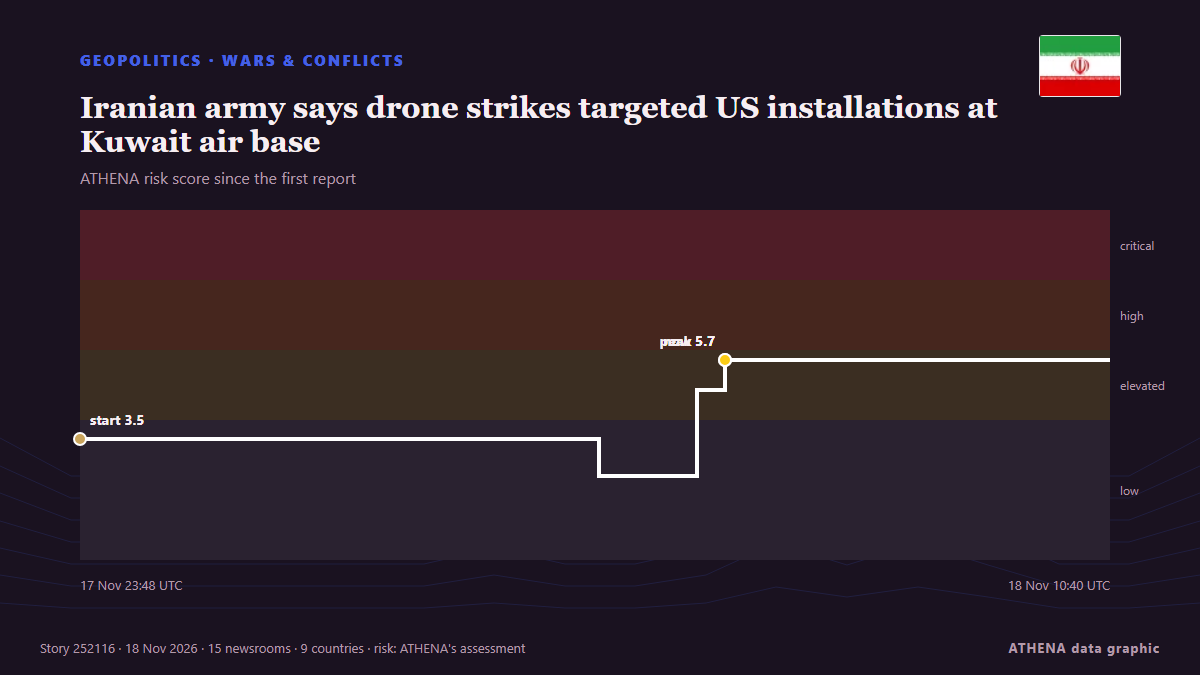 GEOPOLITICS · WARS & CONFLICTS
Iranian army says drone strikes targeted US installations at
Kuwait air base
ATHENA risk score since the first report
critical
high
peak 5.7
elevated
start 3.5
low
17 Nov 23:48 UTC
18 Nov 10:40 UTC
Story 252116 · 18 Nov 2026 · 15 newsrooms · 9 countries · risk: ATHENA's assessment
ATHENA data graphic